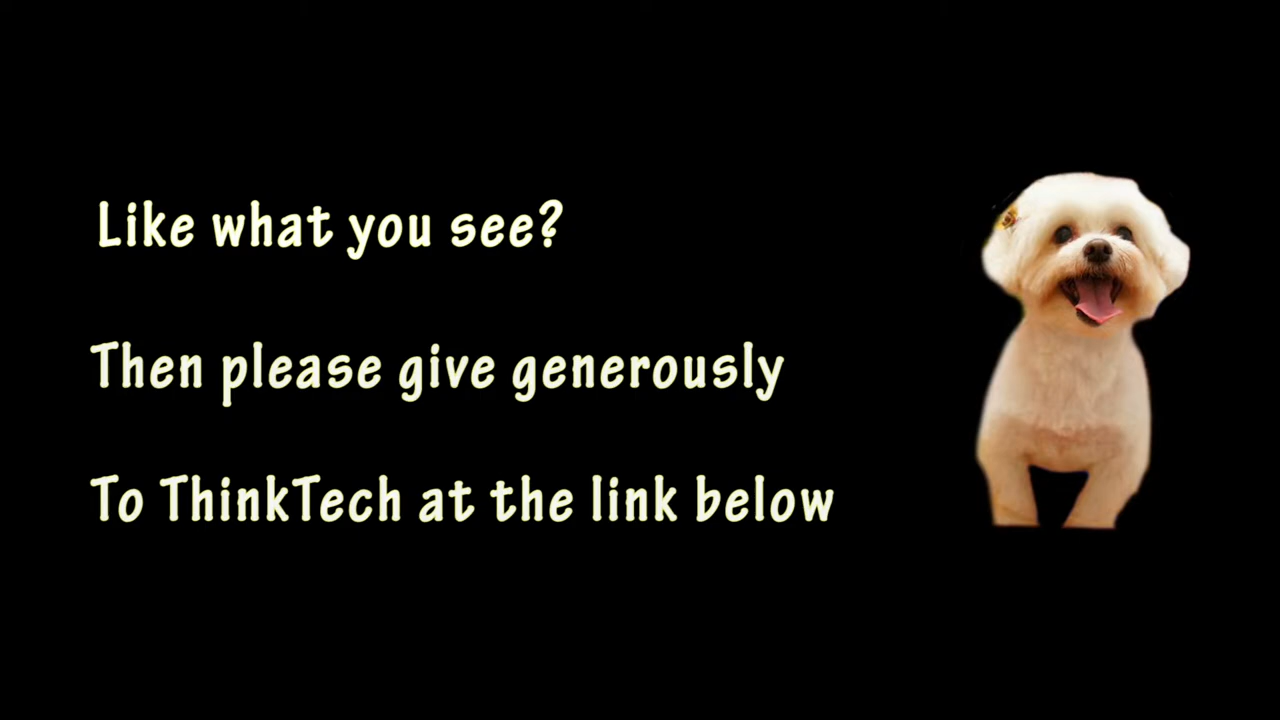 Like what you see?
Then please give generously
To ThinkTech at the link below